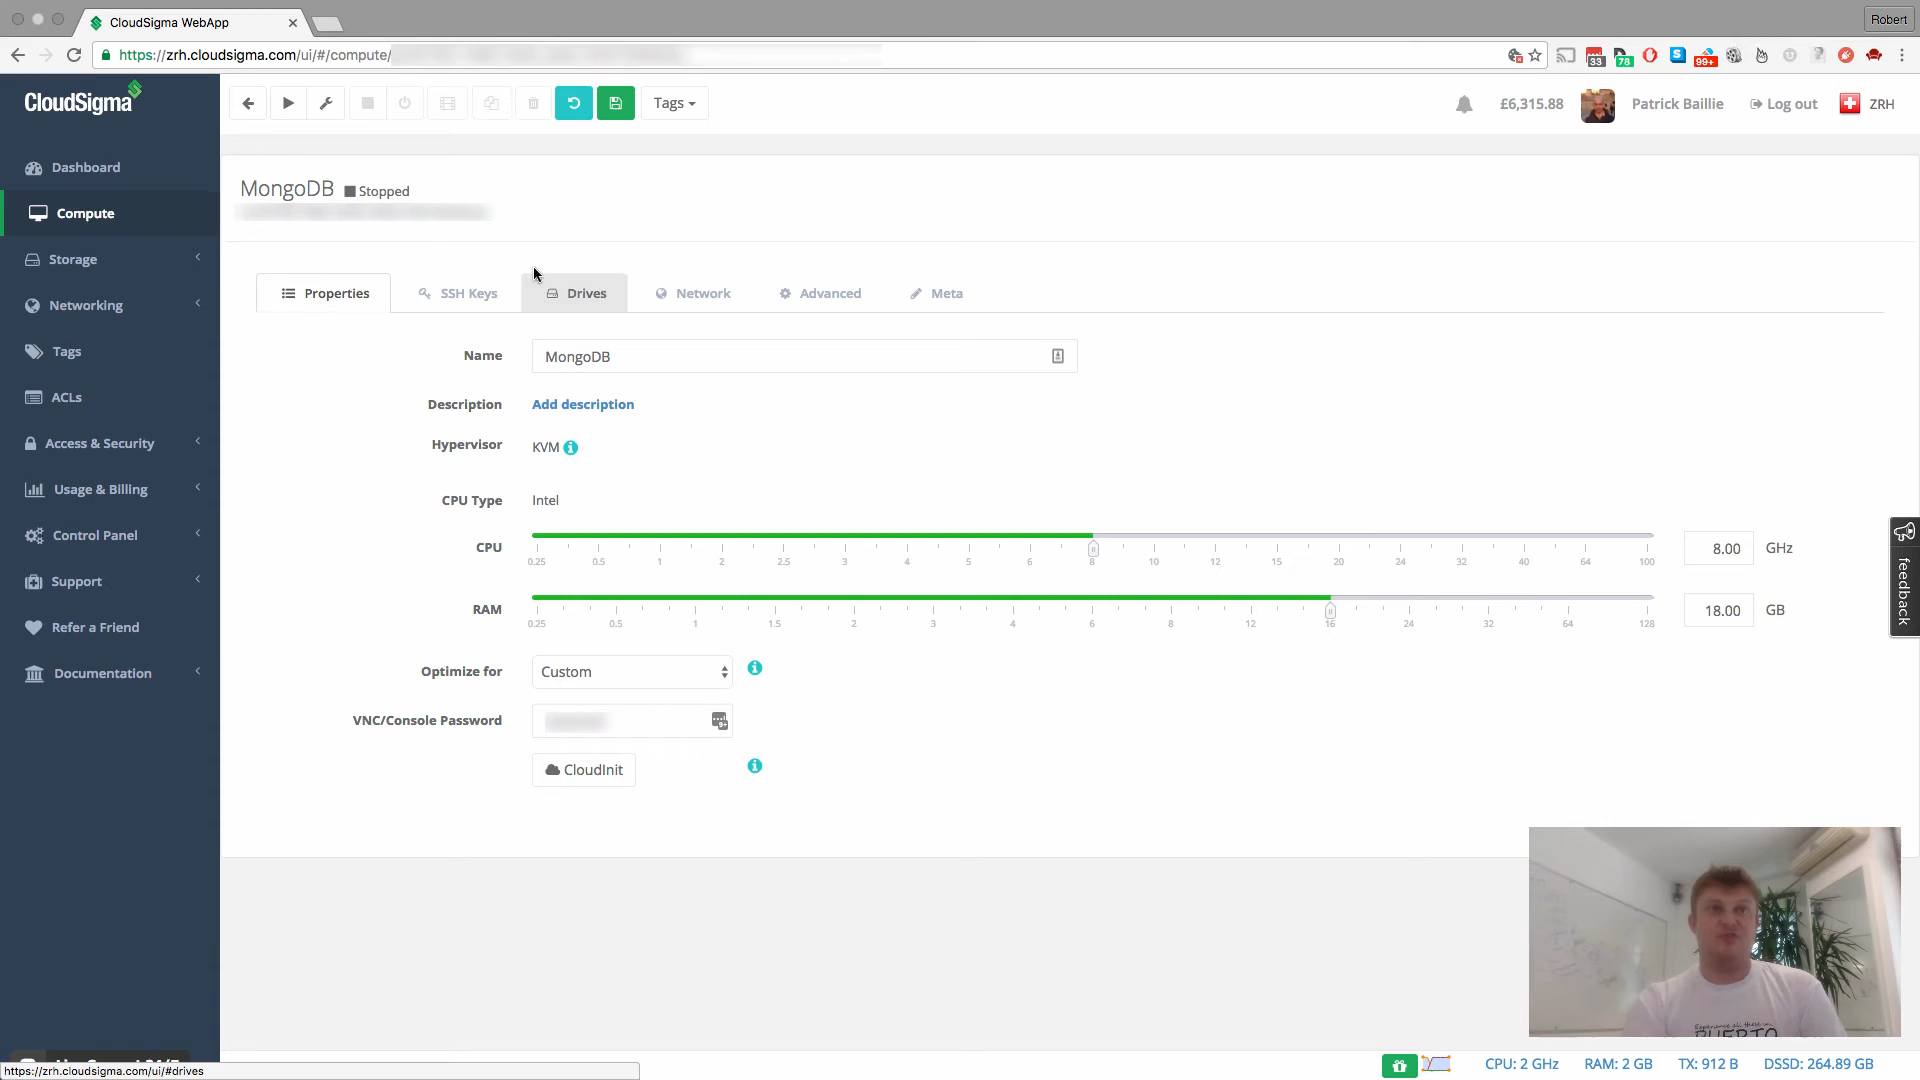 CloudSigma WebApp
Robert
https://zrh.cloudsigma.com/ui/#/compute/
33
78
99+
CloudSigma
Tags
£6,315.88
Patrick Baillie
Log out
ZRH
Dashboard
Compute
Storage
Networking
Tags
ACLs
Access & Security
Usage & Billing
Control Panel
Support
Refer a Friend
Documentation
MongoDB
Stopped
Properties
SSH Keys
Drives
Network
Advanced
Meta
Name
MongoDB
Description
Add description
Hypervisor
KVM
CPU Type
Intel
CPU
0.25 0.5 1 2 2.5 3 4 5 6 8 10 12 15 20 24 32 40 64 100
8.00 GHz
RAM
0.25 0.5 1 1.5 2 3 4 6 8 12 16 24 32 64 128
18.00 GB
Optimize for
Custom
VNC/Console Password
CloudInit
feedback
https://zrh.cloudsigma.com/ui/#drives
CPU: 2 GHz
RAM: 2 GB
TX: 912 B
DSSD: 264.89 GB